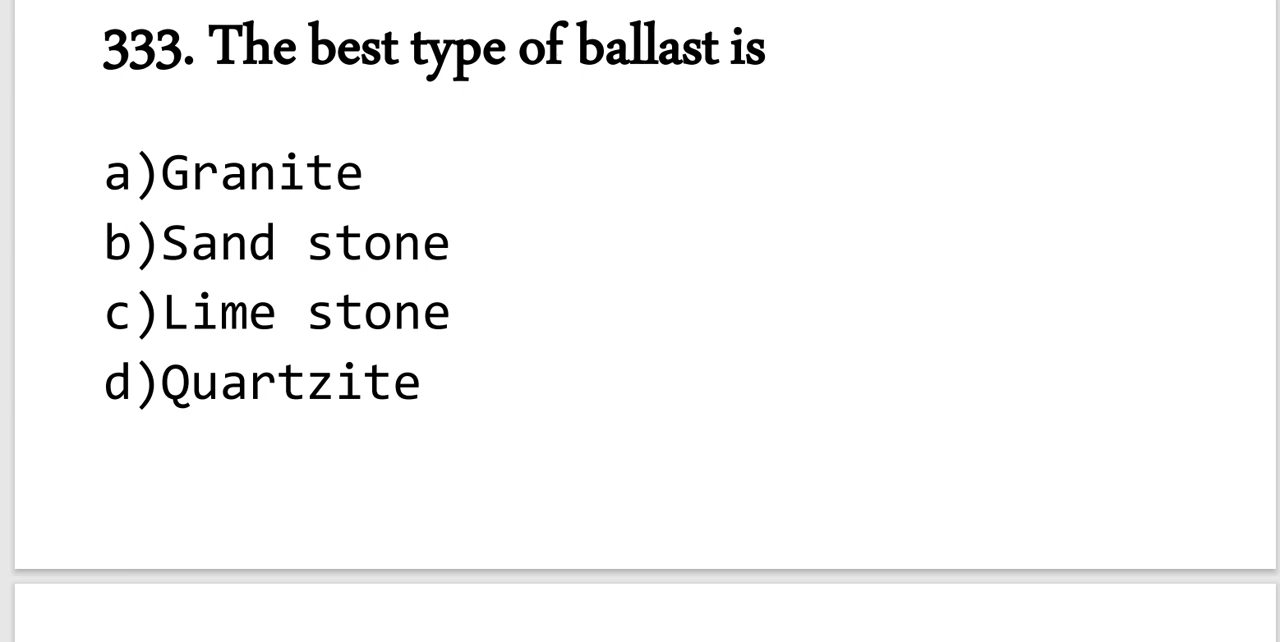 333. The best type of ballast is
a)Granite
b)Sand stone
c)Lime stone
d)Quartzite